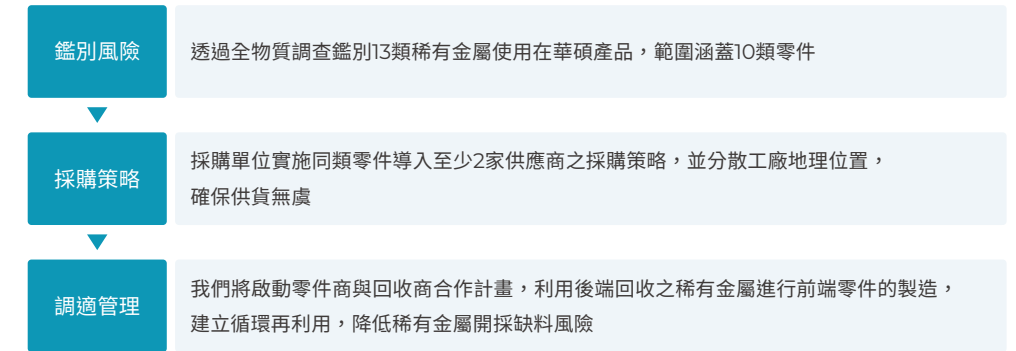 鑑別風險
透過全物質調查鑑別13類稀有金屬使用在華碩產品，範圍涵蓋10類零件
採購策略
採購單位實施同類零件導入至少2家供應商之採購策略，並分散工廠地理位置，
確保供貨無虞
調適管理
我們將啟動零件商與回收商合作計畫，利用後端回收之稀有金屬進行前端零件的製造，
建立循環再利用，降低稀有金屬開採缺料風險